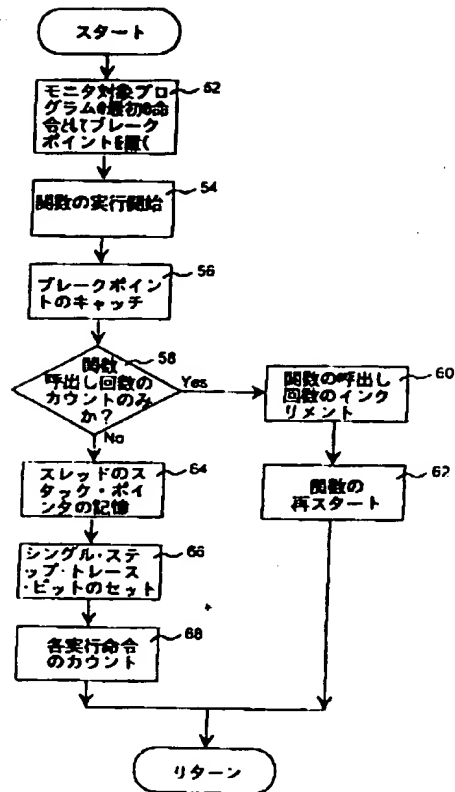 スタート
モニタ対象プロ
グラムの最初の命
令としてブレーク
ポイントを置く
62
関数の実行開始
54
ブレークポイン
トのキャッチ
56
関数
呼出し回数の
カウントのみ
か?
58
Yes
No
関数の呼出し
回数のインク
リメント
60
スレッドのス
タック・ポイ
ンタの記憶
64
関数の
再スタート
62
シングル・ステ
ップ・トレース
・ビットのセット
66
各実行命令
のカウント
68
リターン